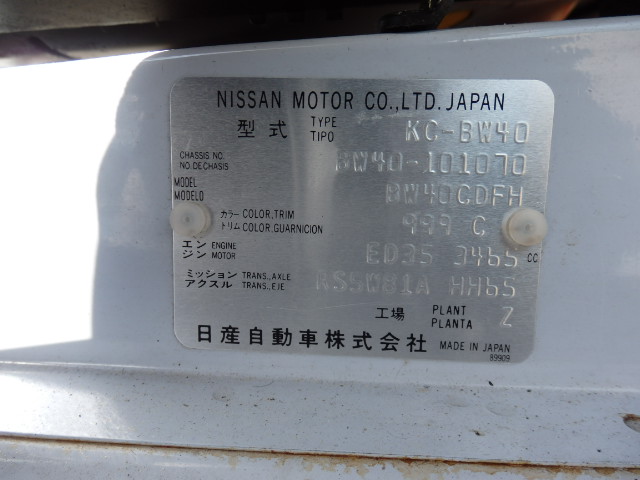 NISSAN MOTOR CO.,LTD. JAPAN
型式 TYPE TIPO KC-BW40
CHASSIS NO. NO.DE CHASIS BW40-101070
MODEL MODELO BW40GDFH
カラー COLOR,TRIM トリム COLOR,GUARNICION 999 G
エンジン ENGINE MOTOR ED35 3465 CC
ミッション TRANS.,AXLE アクスル TRANS.,EJE RS5W81A HH65
工場 PLANT PLANTA Z
日産自動車株式会社 MADE IN JAPAN
89909